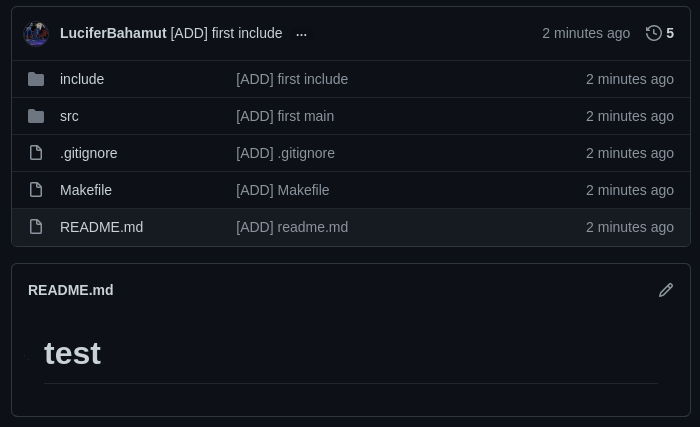 LuciferBahamut [ADD] first include ... 2 minutes ago 5
include [ADD] first include 2 minutes ago
src [ADD] first main 2 minutes ago
.gitignore [ADD] .gitignore 2 minutes ago
Makefile [ADD] Makefile 2 minutes ago
README.md [ADD] readme.md 2 minutes ago
README.md
test